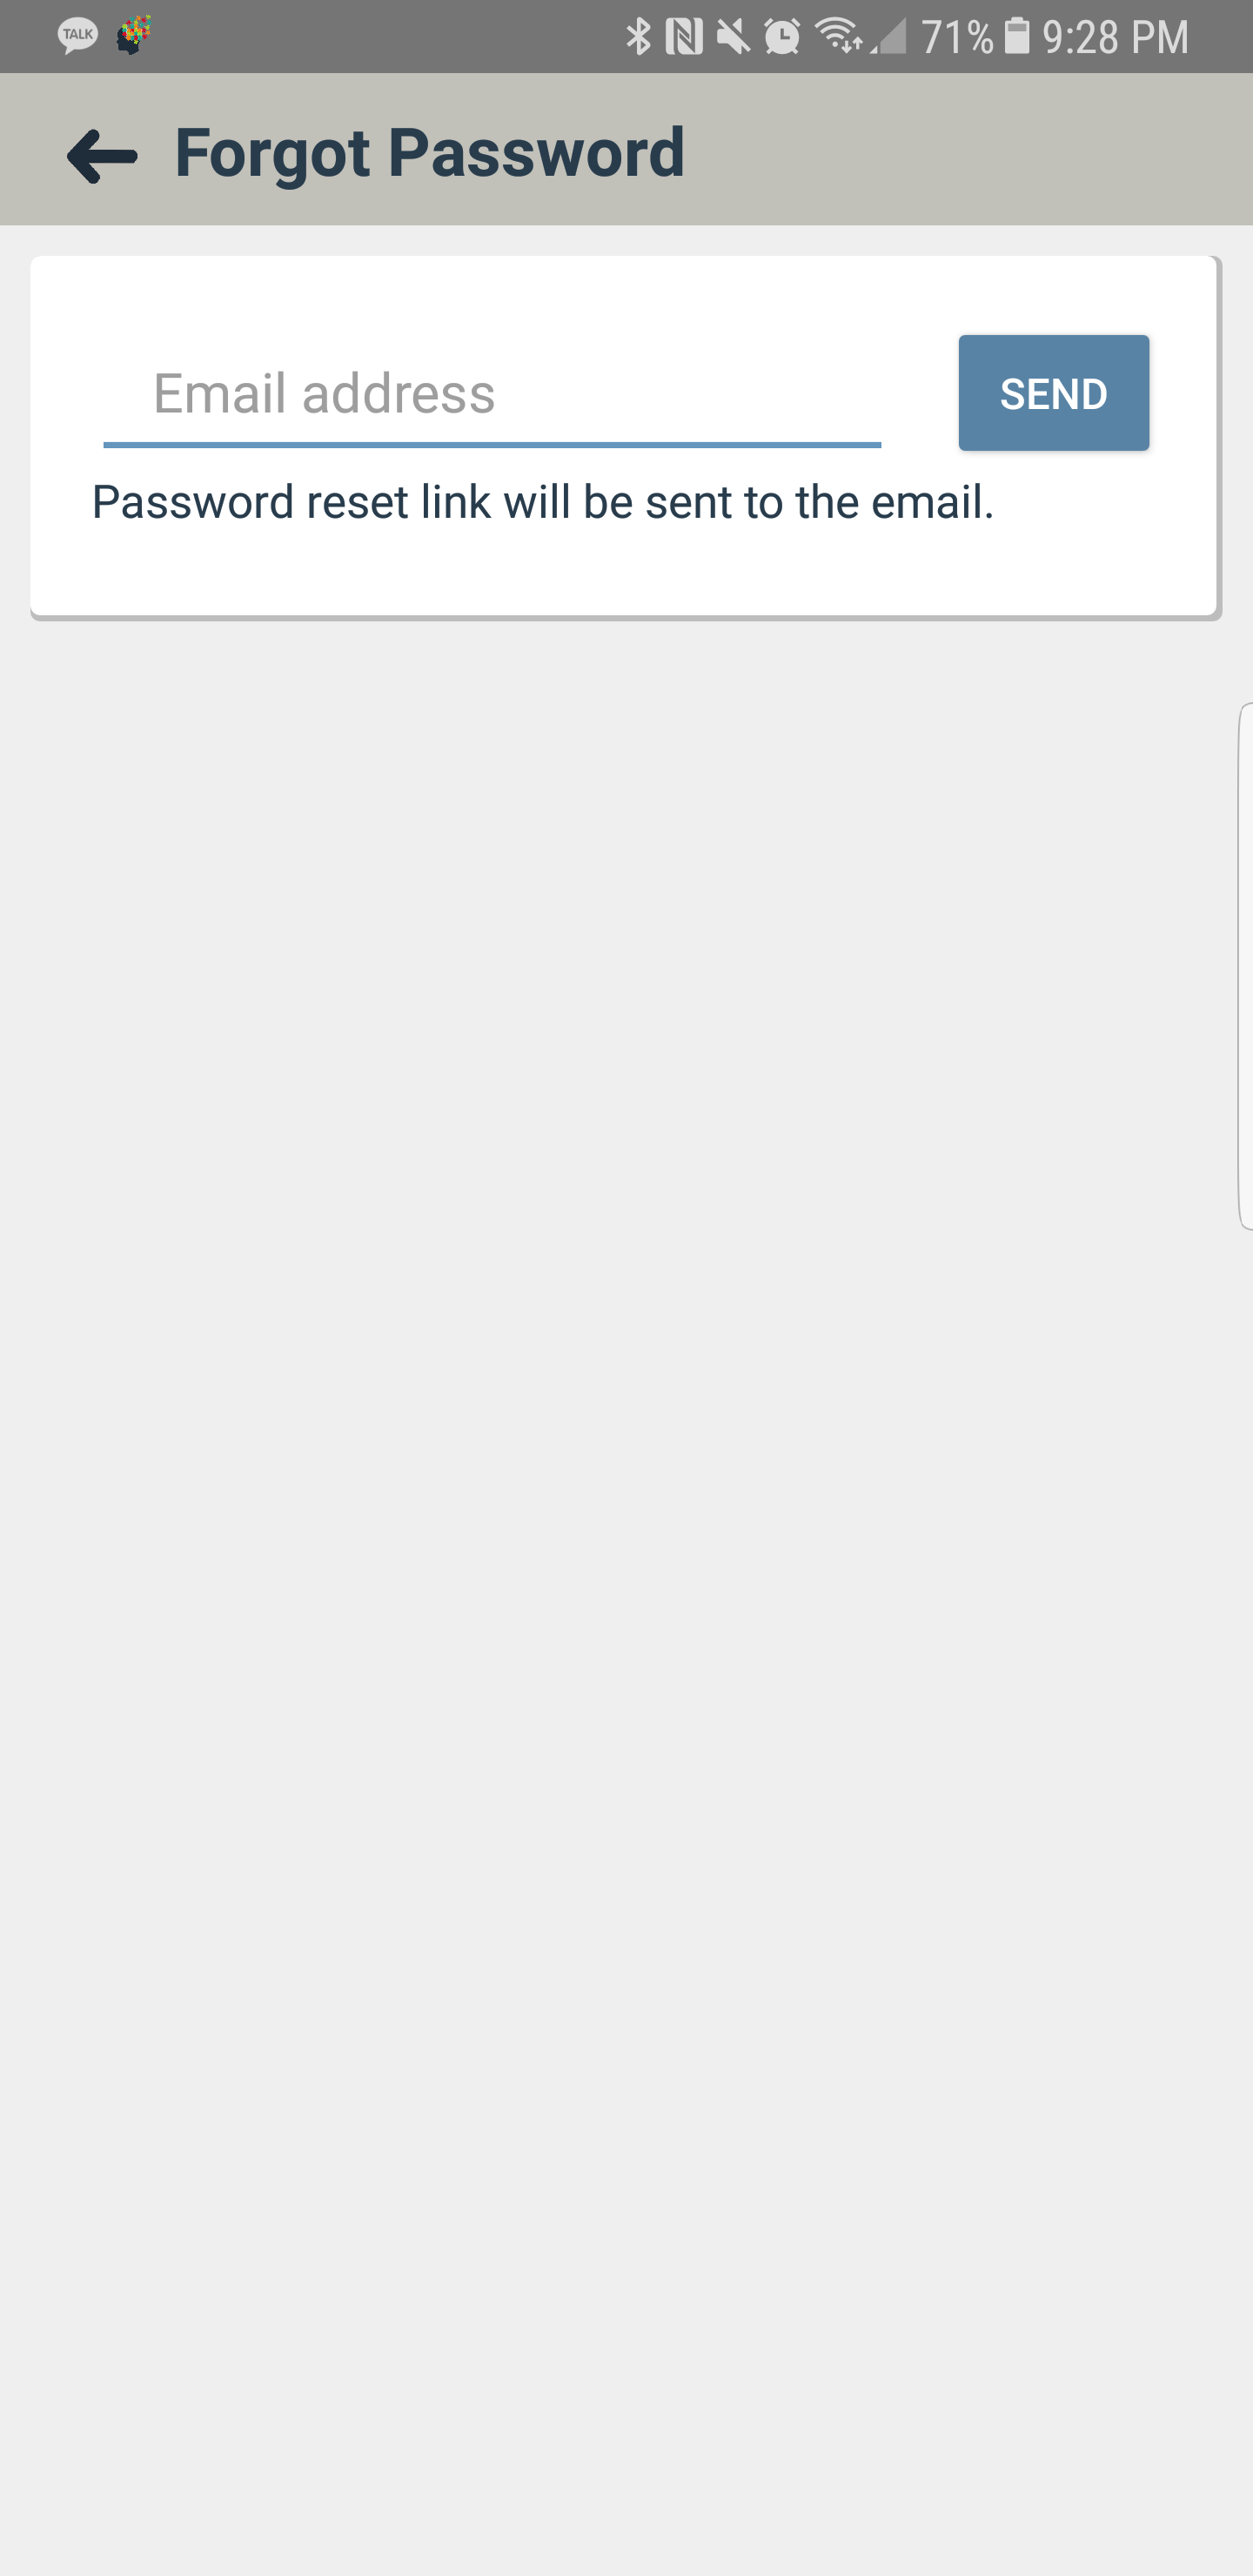 TALK 71% 9:28 PM
Forgot Password
Email address
SEND
Password reset link will be sent to the email.